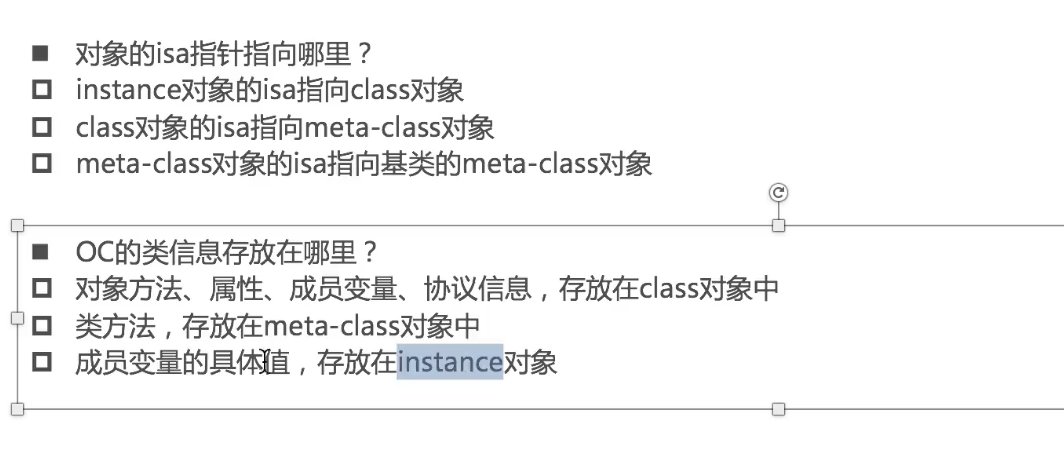 对象的isa指针指向哪里？
instance对象的isa指向class对象
class对象的isa指向meta-class对象
meta-class对象的isa指向基类的meta-class对象
OC的类信息存放在哪里？
对象方法、属性、成员变量、协议信息，存放在class对象中
类方法，存放在meta-class对象中
成员变量的具体值，存放在instance对象